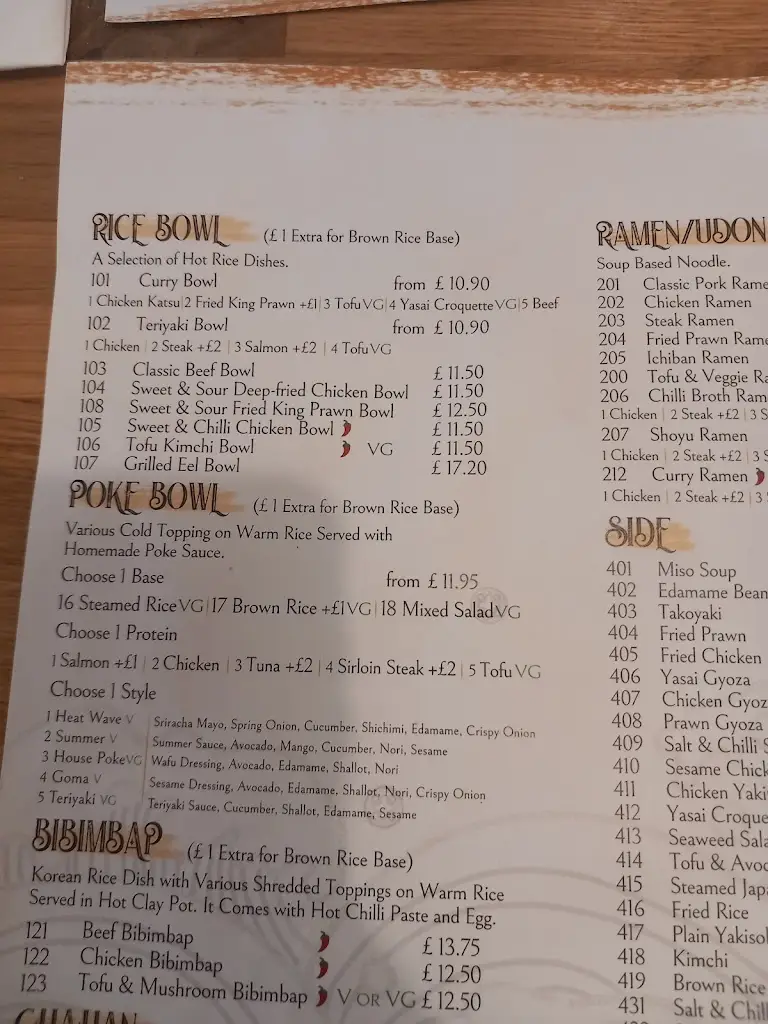 RICE BOWL (£1 Extra for Brown Rice Base)
A Selection of Hot Rice Dishes.
101 Curry Bowl from £10.90
1 Chicken Katsu|2 Fried King Prawn +£1|3 Tofu VG|4 Yasai Croquette VG|5 Beef
102 Teriyaki Bowl from £10.90
1 Chicken | 2 Steak +£2 | 3 Salmon +£2 | 4 Tofu VG
103 Classic Beef Bowl £11.50
104 Sweet & Sour Deep-fried Chicken Bowl £11.50
108 Sweet & Sour Fried King Prawn Bowl £12.50
105 Sweet & Chilli Chicken Bowl £11.50
106 Tofu Kimchi Bowl VG £11.50
107 Grilled Eel Bowl £17.20
POKE BOWL (£1 Extra for Brown Rice Base)
Various Cold Topping on Warm Rice Served with
Homemade Poke Sauce.
Choose 1 Base from £11.95
16 Steamed Rice VG|17 Brown Rice +£1 VG|18 Mixed Salad VG
Choose 1 Protein
1 Salmon +£1 | 2 Chicken | 3 Tuna +£2 | 4 Sirloin Steak +£2 | 5 Tofu VG
Choose 1 Style
1 Heat Wave V Sriracha Mayo, Spring Onion, Cucumber, Shichimi, Edamame, Crispy Onion
2 Summer V Summer Sauce, Avocado, Mango, Cucumber, Nori, Sesame
3 House Poke VG Wafu Dressing, Avocado, Edamame, Shallot, Nori
4 Goma V Sesame Dressing, Avocado, Edamame, Shallot, Nori, Crispy Onion
5 Teriyaki VG Teriyaki Sauce, Cucumber, Shallot, Edamame, Sesame
BIBIMBAP (£1 Extra for Brown Rice Base)
Korean Rice Dish with Various Shredded Toppings on Warm Rice
Served in Hot Clay Pot. It Comes with Hot Chilli Paste and Egg.
121 Beef Bibimbap £13.75
122 Chicken Bibimbap £12.50
123 Tofu & Mushroom Bibimbap V OR VG £12.50
RAMEN/UDON
Soup Based Noodle.
201 Classic Pork Rame
202 Chicken Ramen
203 Steak Ramen
204 Fried Prawn Rame
205 Ichiban Ramen
200 Tofu & Veggie Ra
206 Chilli Broth Ram
1 Chicken | 2 Steak +£2 | 3 S
207 Shoyu Ramen
1 Chicken | 2 Steak +£2 | 3 S
212 Curry Ramen
1 Chicken | 2 Steak +£2 | 3
SIDE
401 Miso Soup
402 Edamame Bean
403 Takoyaki
404 Fried Prawn
405 Fried Chicken
406 Yasai Gyoza
407 Chicken Gyoz
408 Prawn Gyoza
409 Salt & Chilli S
410 Sesame Chick
411 Chicken Yaki
412 Yasai Croque
413 Seaweed Sala
414 Tofu & Avoc
415 Steamed Japa
416 Fried Rice
417 Plain Yakisol
418 Kimchi
419 Brown Rice
431 Salt & Chill